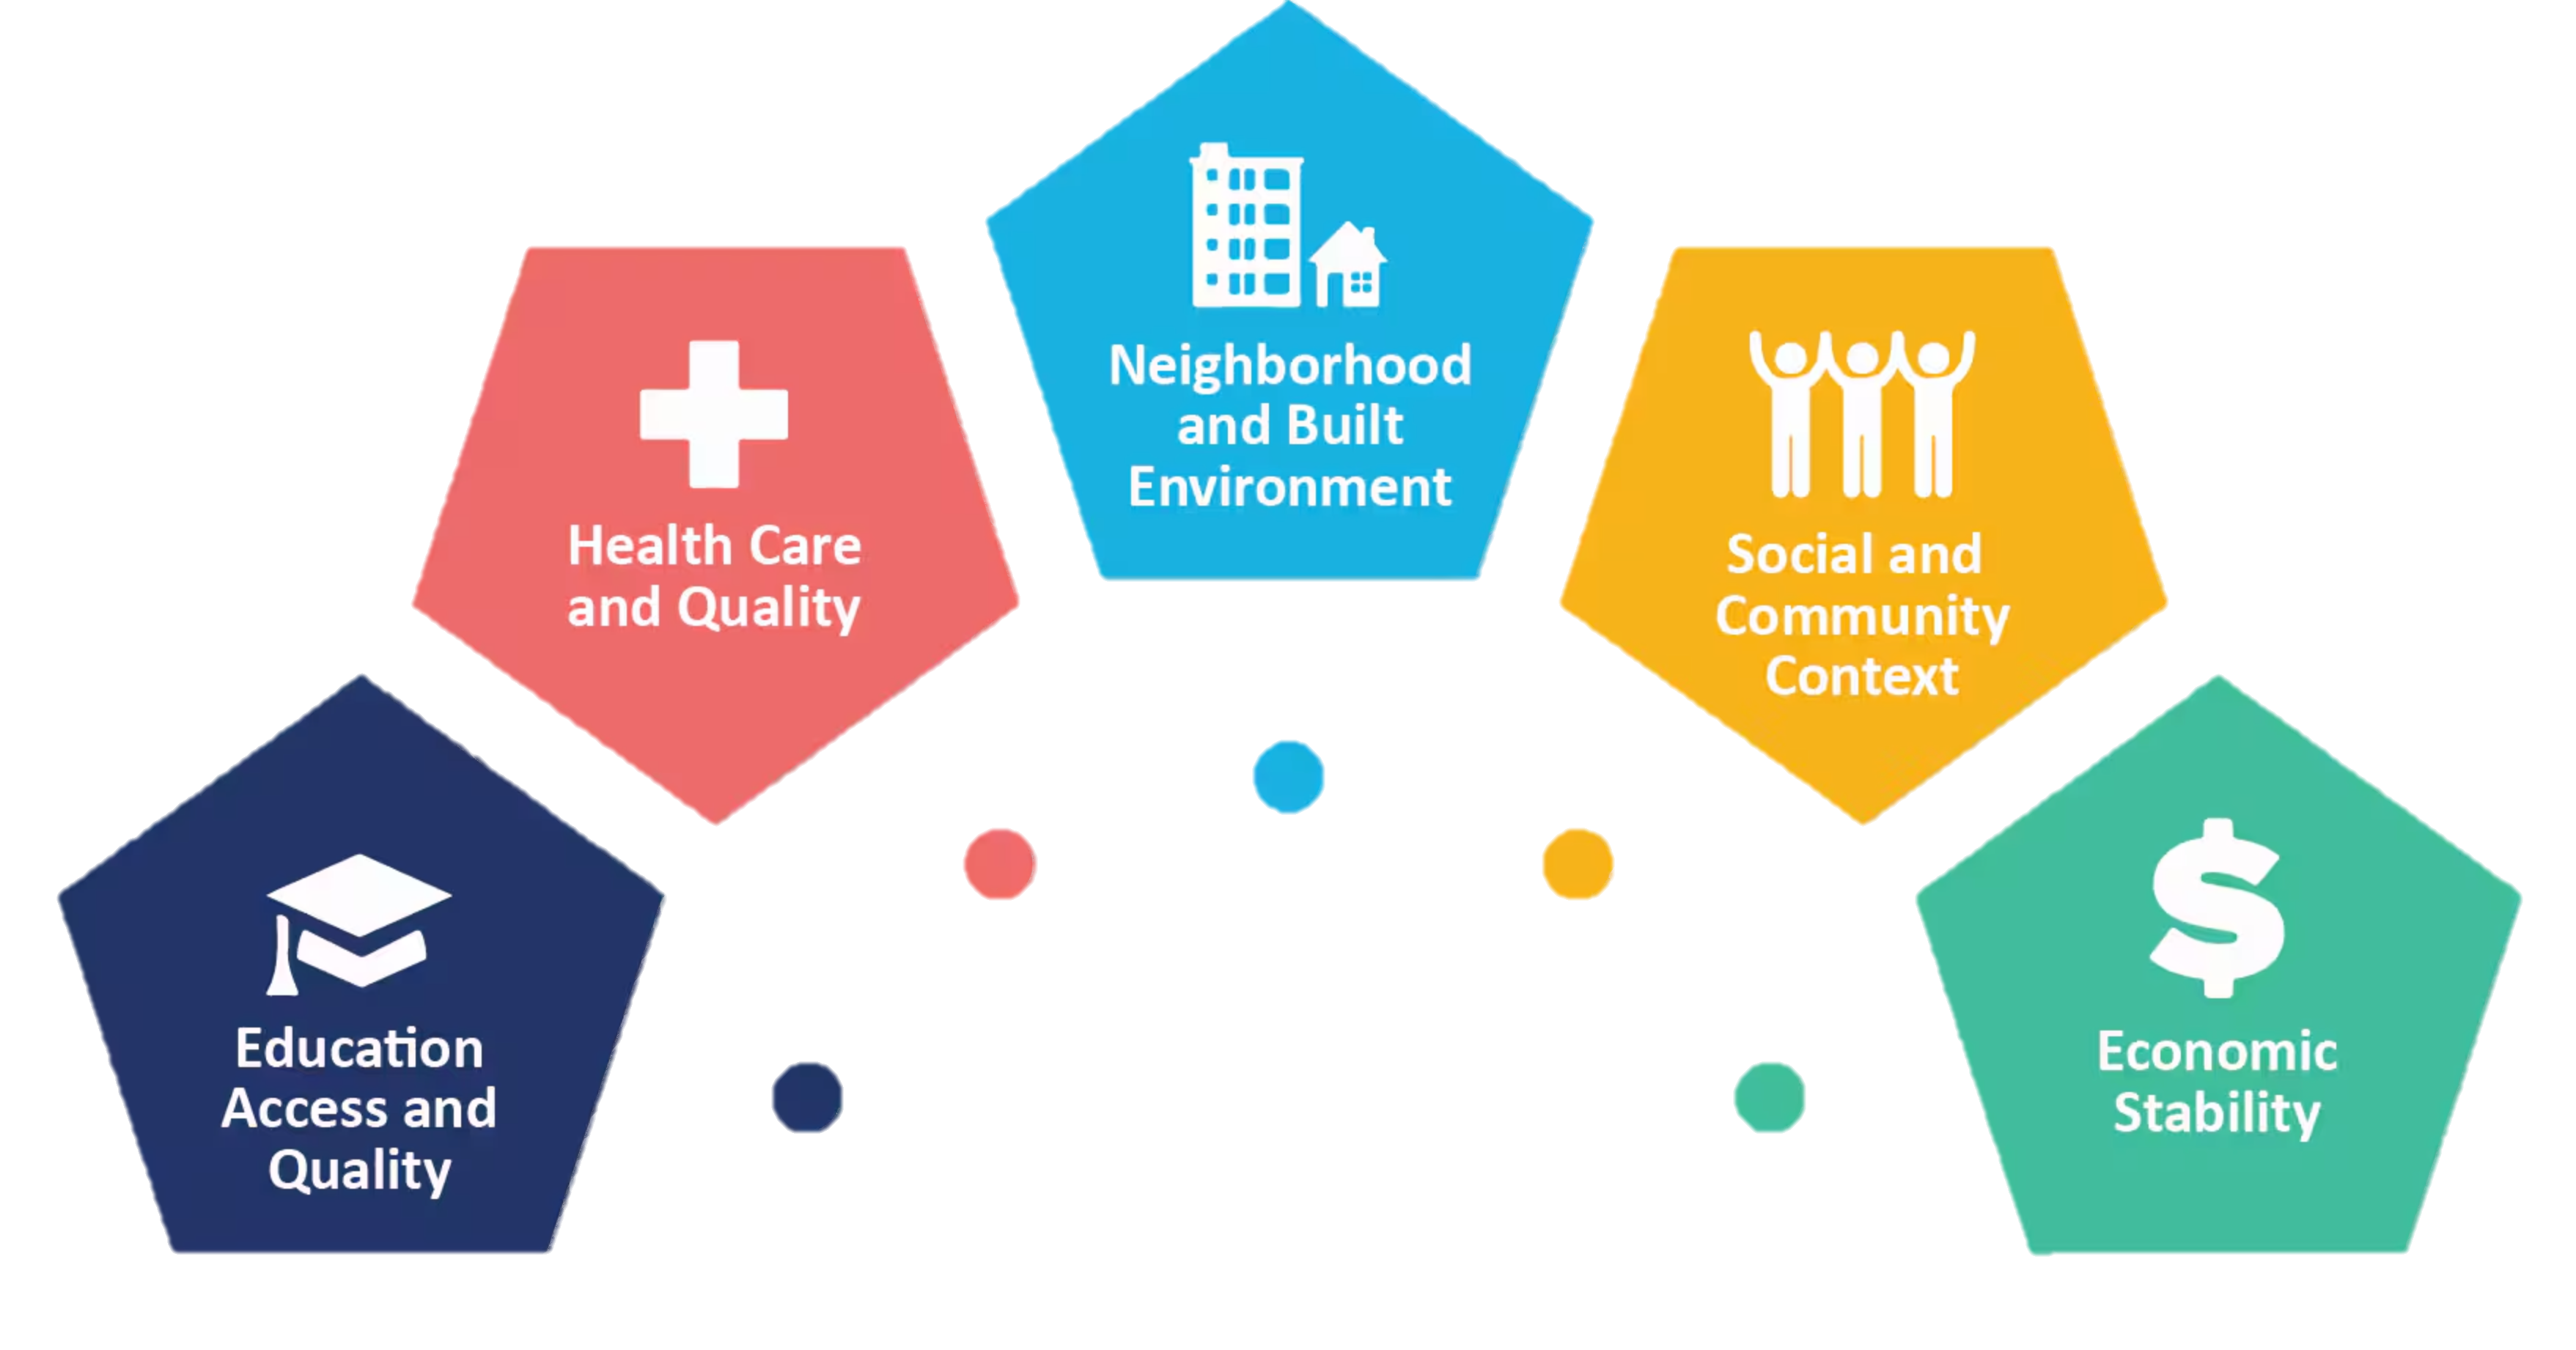 Education
Access and
Quality
Health Care
and Quality
Neighborhood
and Built
Environment
Social and
Community
Context
Economic
Stability